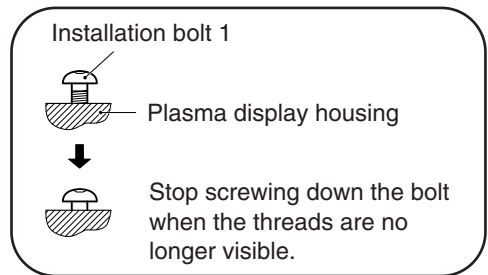 Installation bolt 1
Plasma display housing
Stop screwing down the bolt
when the threads are no
longer visible.